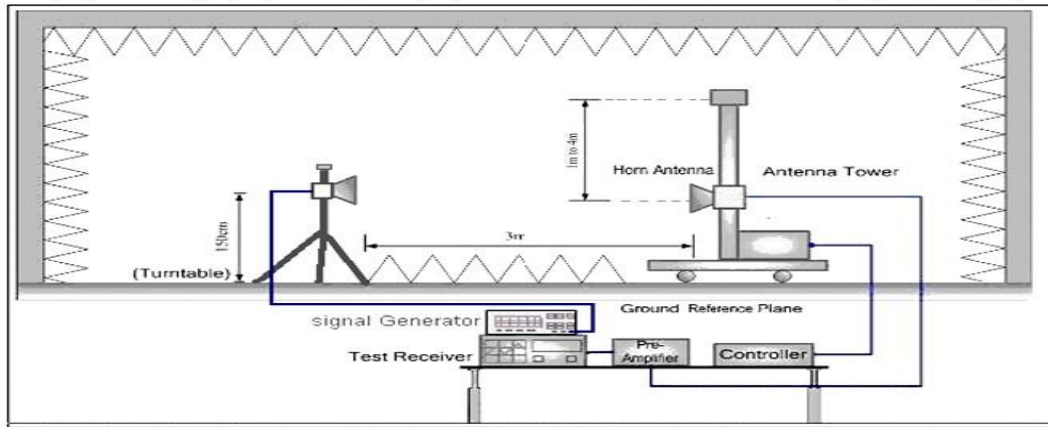 1m to 4m
Horn Antenna
Antenna Tower
150cm
3m
(Turntable)
Ground Reference Plane
signal Generator
Test Receiver
Pre-
Amplifier
Controller